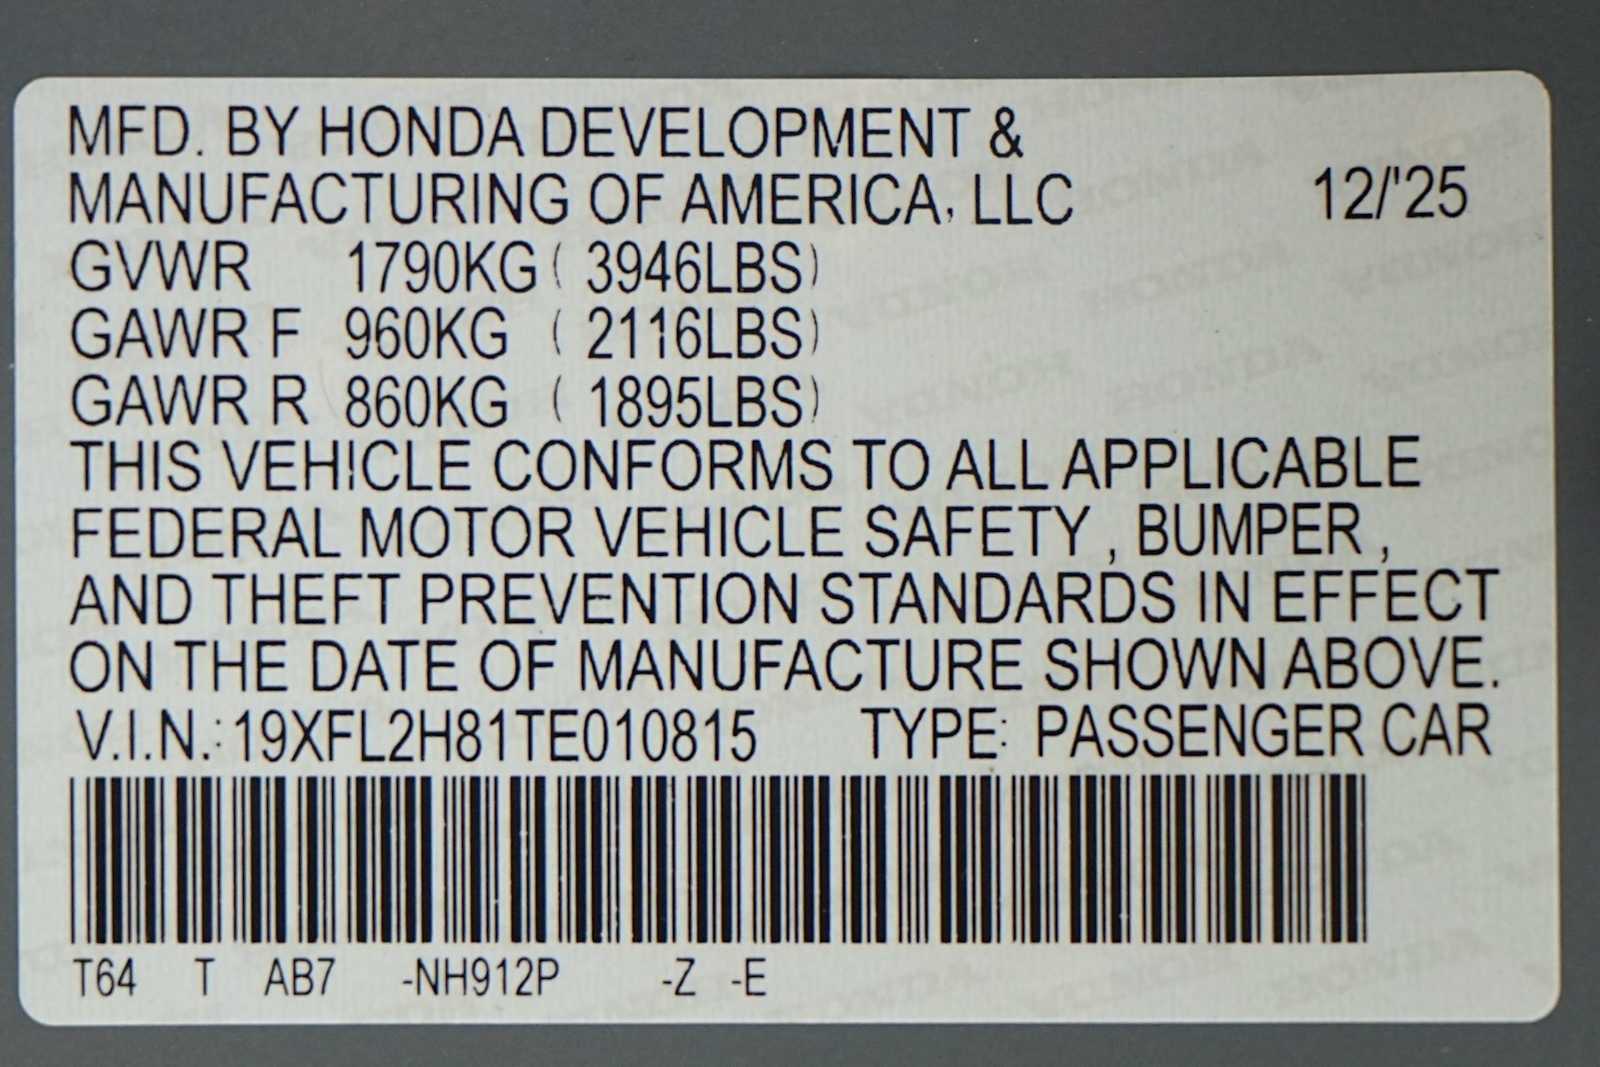 MFD. BY HONDA DEVELOPMENT &
MANUFACTURING OF AMERICA, LLC 12/'25
GVWR 1790KG ( 3946LBS)
GAWR F 960KG ( 2116LBS)
GAWR R 860KG ( 1895LBS)
THIS VEHICLE CONFORMS TO ALL APPLICABLE
FEDERAL MOTOR VEHICLE SAFETY , BUMPER ,
AND THEFT PREVENTION STANDARDS IN EFFECT
ON THE DATE OF MANUFACTURE SHOWN ABOVE.
V.I.N.: 19XFL2H81TE010815 TYPE: PASSENGER CAR
T64 T AB7 -NH912P -Z -E